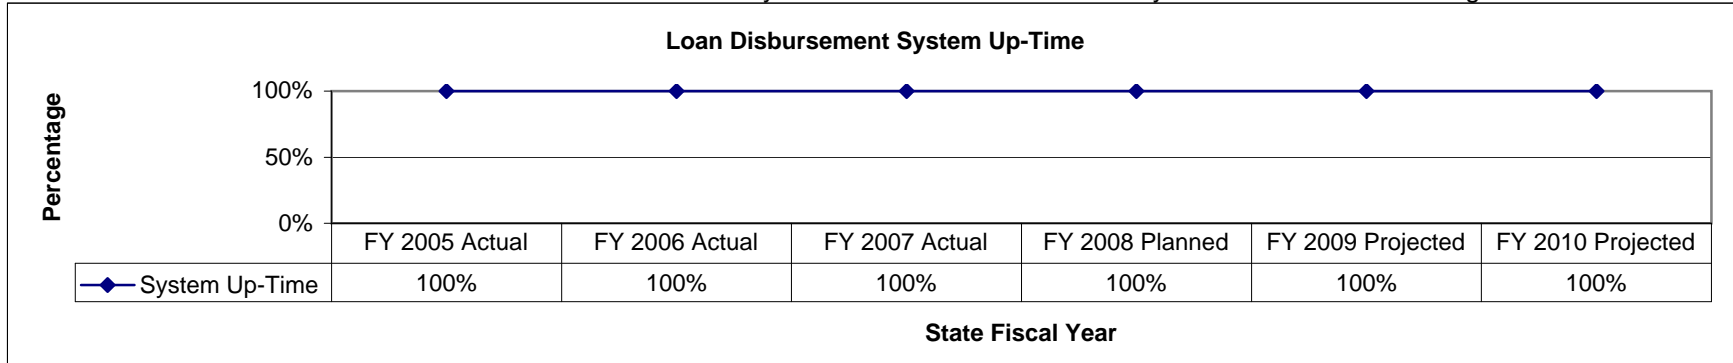 Loan Disbursement System Up-Time
Percentage
100%
50%
0%
FY 2005 Actual FY 2006 Actual FY 2007 Actual FY 2008 Planned FY 2009 Projected FY 2010 Projected
System Up-Time 100% 100% 100% 100% 100% 100%
State Fiscal Year